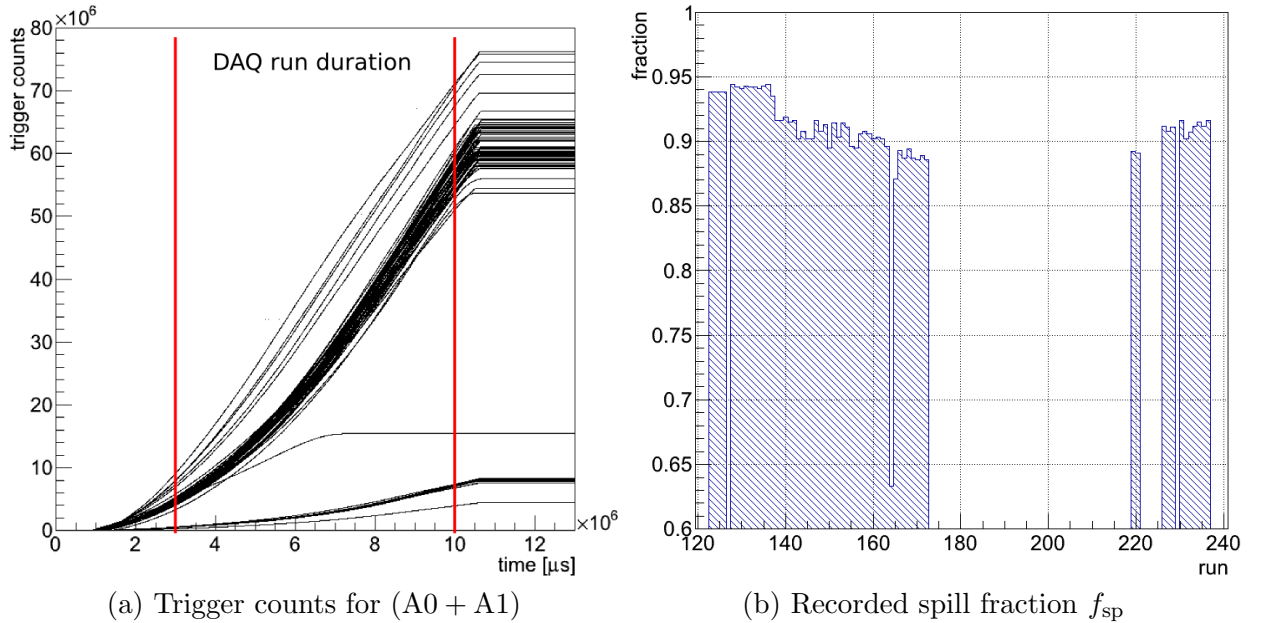 ×10⁶
80
70
60
50
40
30
20
10
0
trigger counts
DAQ run duration
0 2 4 6 8 10 12
×10⁶
time [μs]
(a) Trigger counts for (A0 + A1)
fraction
1
0.95
0.9
0.85
0.8
0.75
0.7
0.65
0.6
120 140 160 180 200 220 240
run
(b) Recorded spill fraction fsp